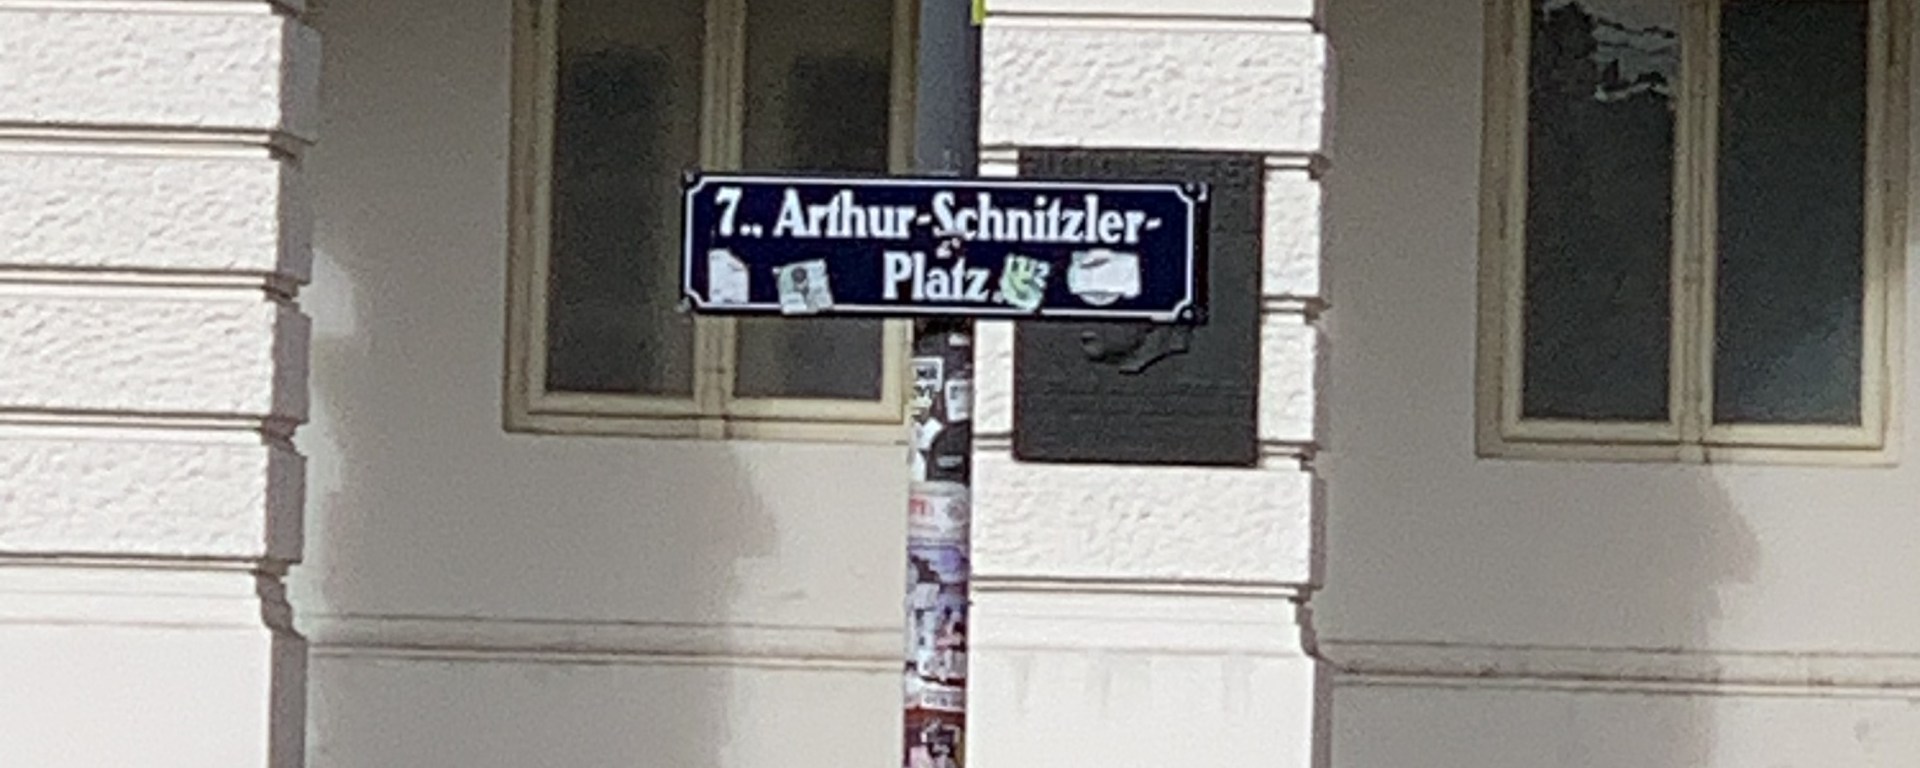 7., Arthur-Schnitzler-
Platz